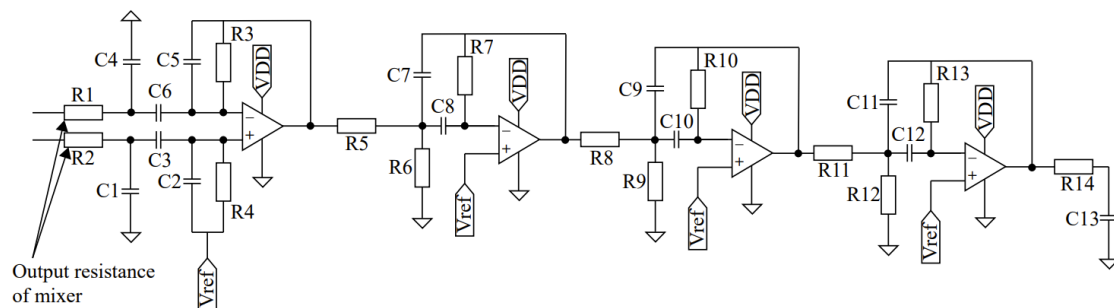 R3
C4
C5
VDD
R1
C6
R2
C3
C1
C2
R4
Vref
Output resistance
of mixer
R7
C7
VDD
C8
R5
R6
Vref
R10
C9
VDD
C10
R8
R9
Vref
R13
C11
VDD
C12
R11
R12
Vref
R14
C13